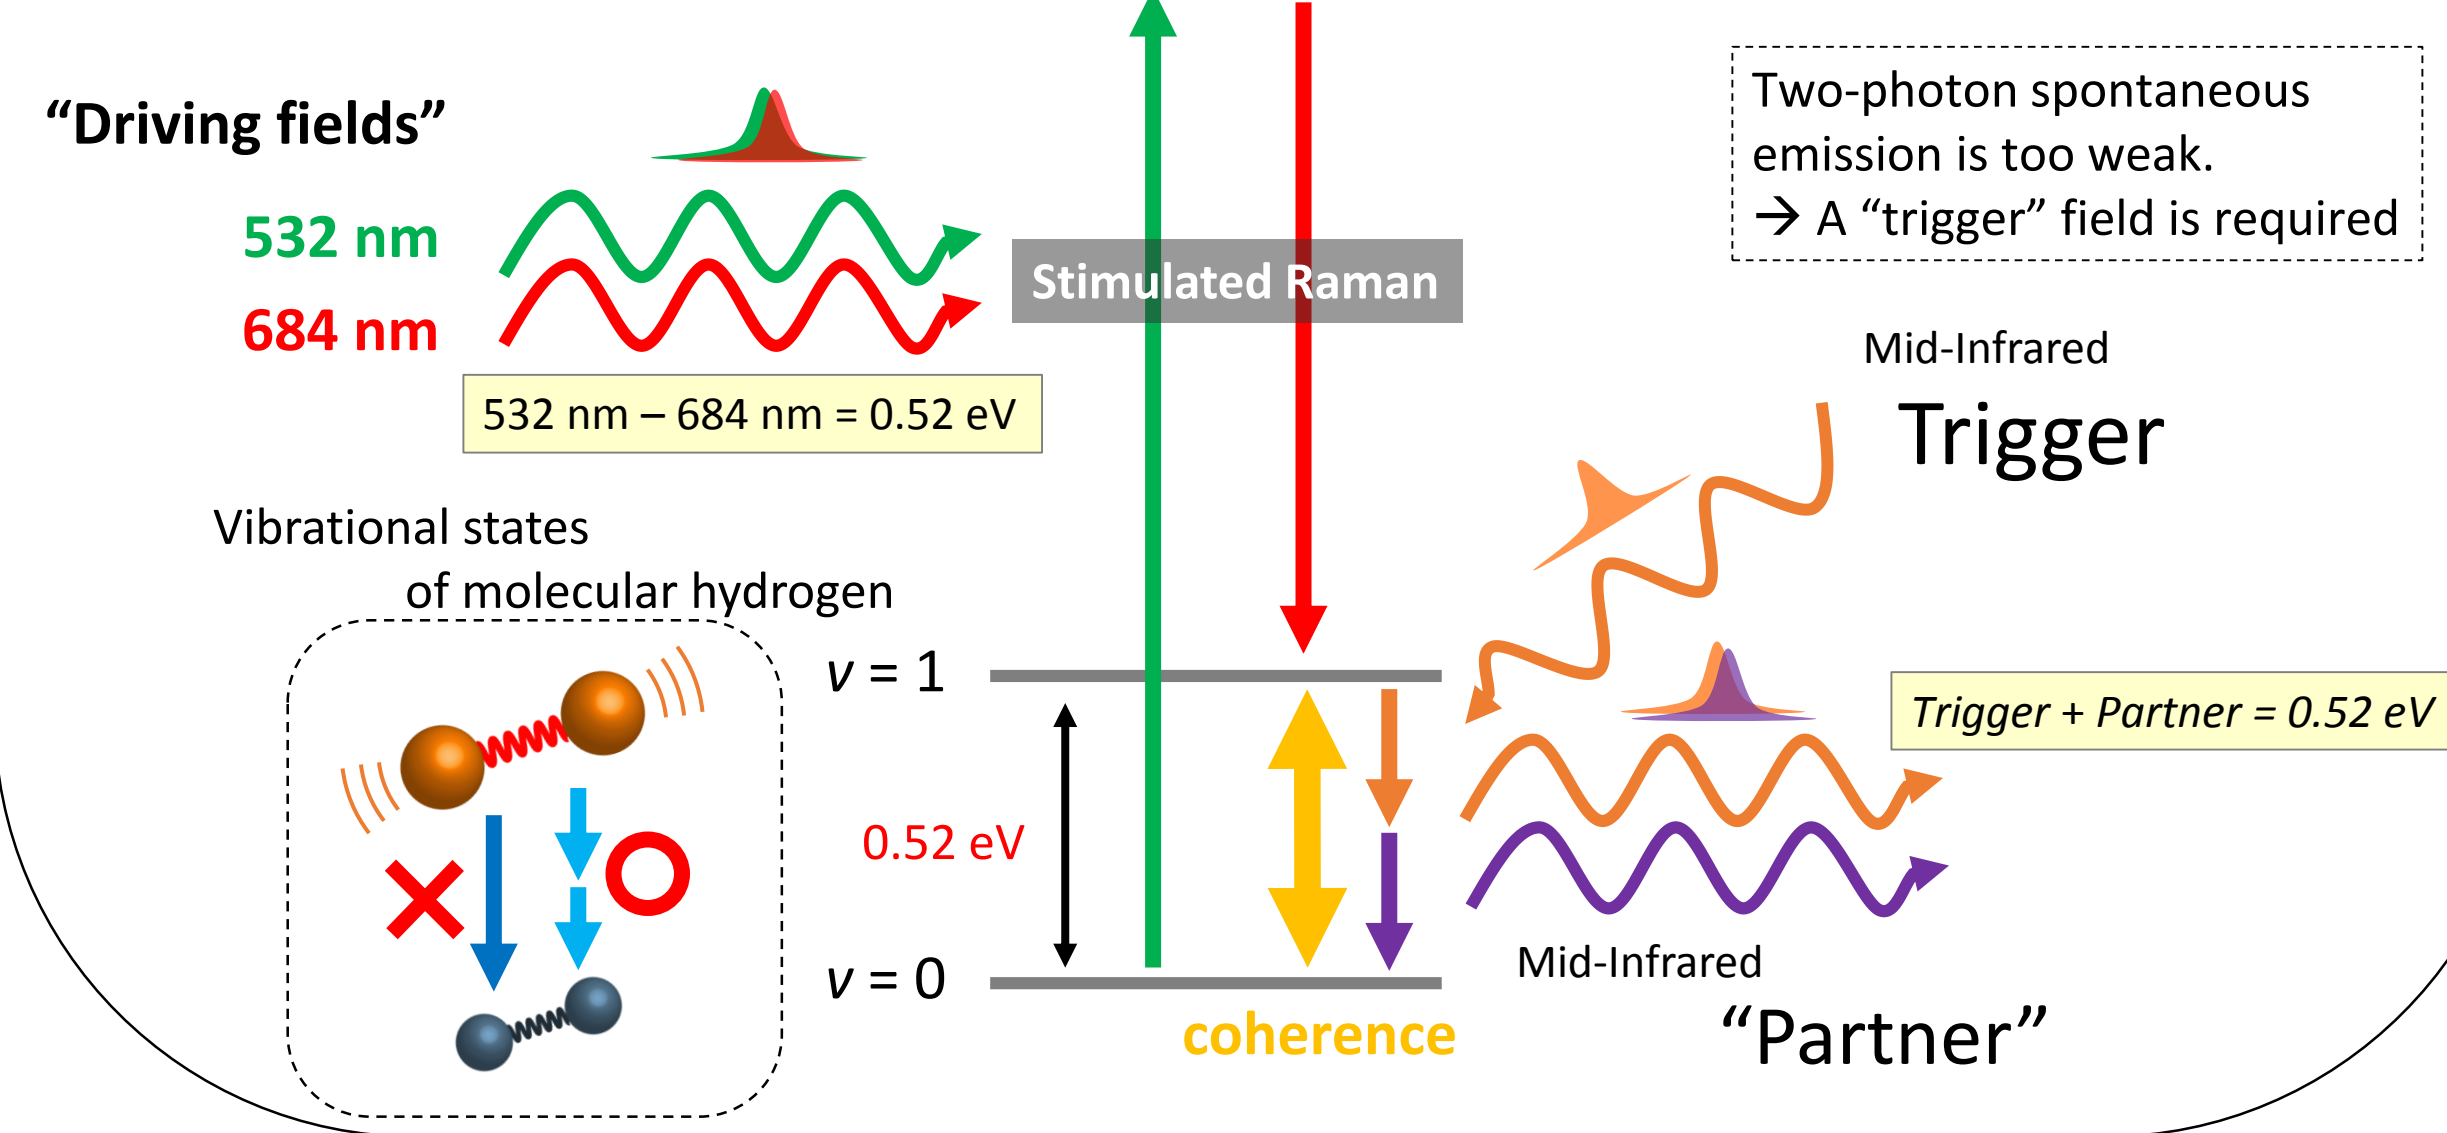 “Driving fields”
532 nm
684 nm
532 nm – 684 nm = 0.52 eV
Stimulated Raman
Two-photon spontaneous
emission is too weak.
→ A “trigger” field is required
Mid-Infrared
Trigger
Vibrational states
of molecular hydrogen
v = 1
0.52 eV
v = 0
coherence
Trigger + Partner = 0.52 eV
Mid-Infrared
“Partner”